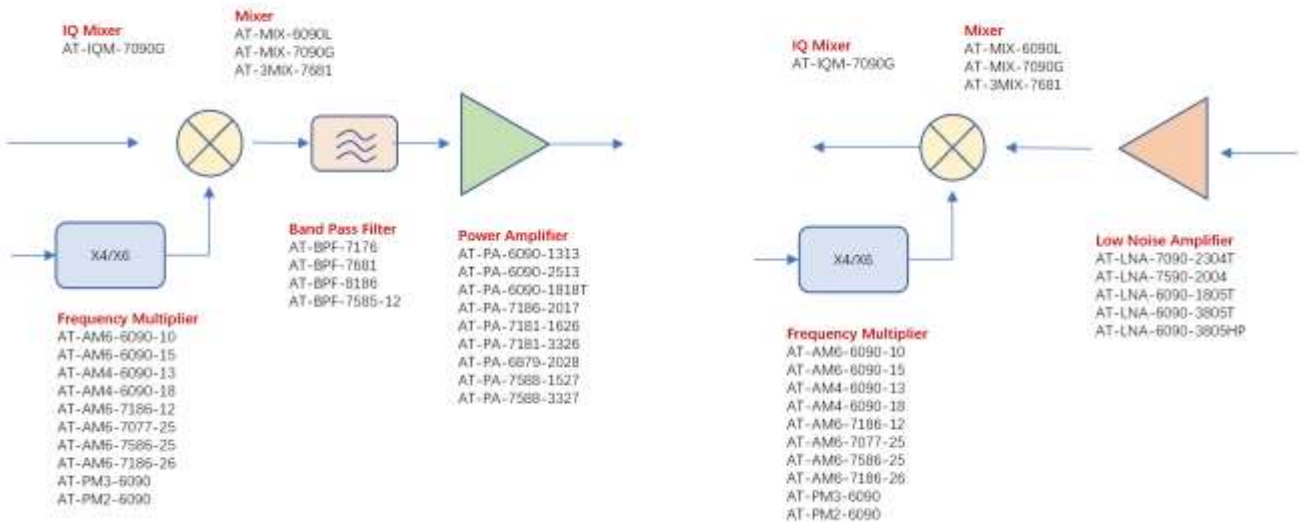 IQ Mixer
AT-IQM-7090G
Mixer
AT-MIX-6090L
AT-MIX-7090G
AT-3MIX-7681
X4/X6
Band Pass Filter
AT-BPF-7176
AT-BPF-7681
AT-BPF-8186
AT-BPF-7585-12
Power Amplifier
AT-PA-6090-1313
AT-PA-6090-2513
AT-PA-6090-1818T
AT-PA-7186-2017
AT-PA-7181-1626
AT-PA-7181-3326
AT-PA-6879-2028
AT-PA-7588-1527
AT-PA-7588-3327
Frequency Multiplier
AT-AM6-6090-10
AT-AM6-6090-15
AT-AM4-6090-13
AT-AM4-6090-18
AT-AM6-7186-12
AT-AM6-7077-25
AT-AM6-7586-25
AT-AM6-7186-26
AT-PM3-6090
AT-PM2-6090
IQ Mixer
AT-IQM-7090G
Mixer
AT-MIX-6090L
AT-MIX-7090G
AT-3MIX-7681
X4/X6
Low Noise Amplifier
AT-LNA-7090-2304T
AT-LNA-7590-2004
AT-LNA-6090-1805T
AT-LNA-6090-3805T
AT-LNA-6090-3805HP
Frequency Multiplier
AT-AM6-6090-10
AT-AM6-6090-15
AT-AM4-6090-13
AT-AM4-6090-18
AT-AM6-7186-12
AT-AM6-7077-25
AT-AM6-7586-25
AT-AM6-7186-26
AT-PM3-6090
AT-PM2-6090